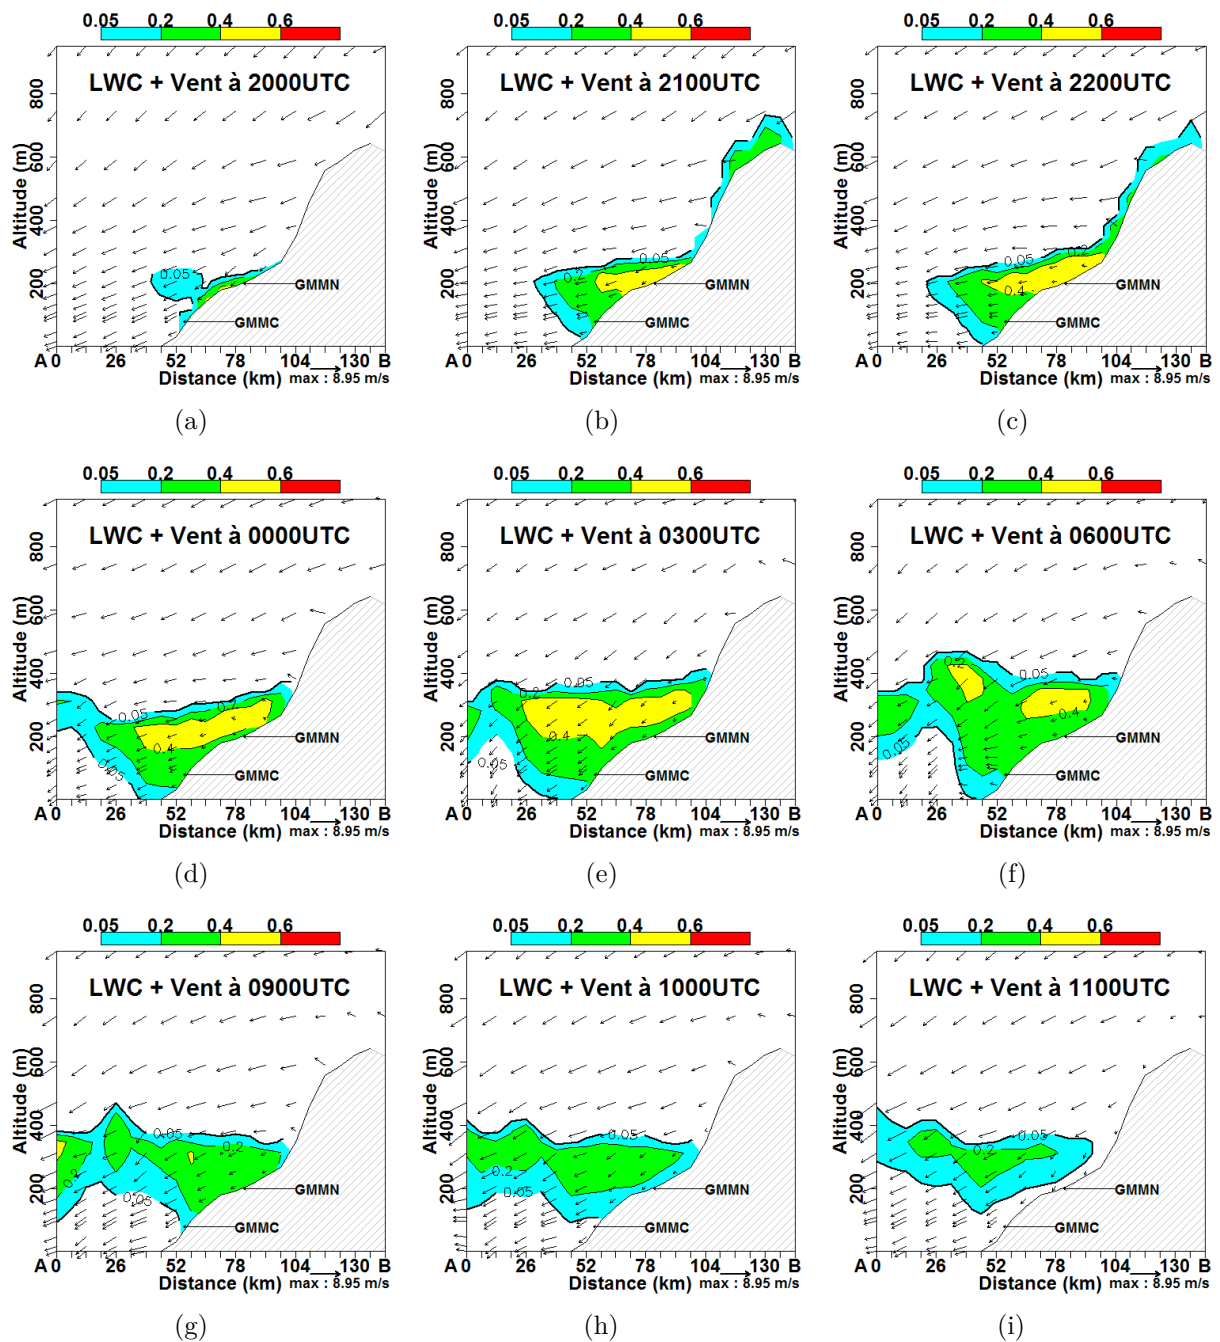 0.05 0.2 0.4 0.6
LWC + Vent à 2000UTC
Altitude (m)
200 400 600 800
0.05
GMMN
GMMC
A 0 26 52 78 104 130 B
Distance (km) max : 8.95 m/s
(a)
0.05 0.2 0.4 0.6
LWC + Vent à 2100UTC
Altitude (m)
200 400 600 800
0.05
0.2
GMMN
GMMC
A 0 26 52 78 104 130 B
Distance (km) max : 8.95 m/s
(b)
0.05 0.2 0.4 0.6
LWC + Vent à 2200UTC
Altitude (m)
200 400 600 800
0.2
0.05
0.4
GMMN
GMMC
A 0 26 52 78 104 130 B
Distance (km) max : 8.95 m/s
(c)
0.05 0.2 0.4 0.6
LWC + Vent à 0000UTC
Altitude (m)
200 400 600 800
0.2
0.05
0.4
0.05
GMMN
GMMC
A 0 26 52 78 104 130 B
Distance (km) max : 8.95 m/s
(d)
0.05 0.2 0.4 0.6
LWC + Vent à 0300UTC
Altitude (m)
200 400 600 800
0.05
0.2
0.4
0.05
GMMN
GMMC
A 0 26 52 78 104 130 B
Distance (km) max : 8.95 m/s
(e)
0.05 0.2 0.4 0.6
LWC + Vent à 0600UTC
Altitude (m)
200 400 600 800
0.2
0.05
0.4
0.05
GMMN
GMMC
A 0 26 52 78 104 130 B
Distance (km) max : 8.95 m/s
(f)
0.05 0.2 0.4 0.6
LWC + Vent à 0900UTC
Altitude (m)
200 400 600 800
0.05
0.2
0.2
0.05
GMMN
GMMC
A 0 26 52 78 104 130 B
Distance (km) max : 8.95 m/s
(g)
0.05 0.2 0.4 0.6
LWC + Vent à 1000UTC
Altitude (m)
200 400 600 800
0.05
0.2
0.05
GMMN
GMMC
A 0 26 52 78 104 130 B
Distance (km) max : 8.95 m/s
(h)
0.05 0.2 0.4 0.6
LWC + Vent à 1100UTC
Altitude (m)
200 400 600 800
0.05
0.2
GMMN
GMMC
A 0 26 52 78 104 130 B
Distance (km) max : 8.95 m/s
(i)